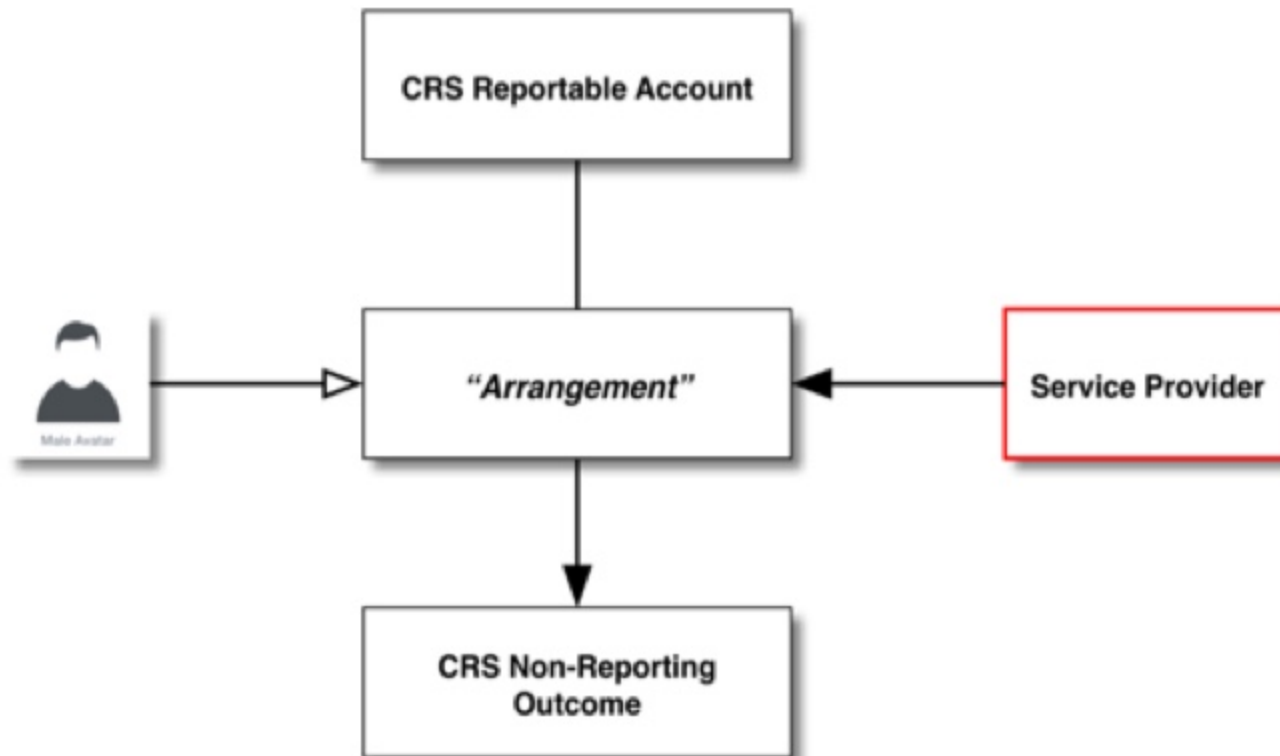 CRS Reportable Account
Male Avatar
“Arrangement”
Service Provider
CRS Non-Reporting
Outcome